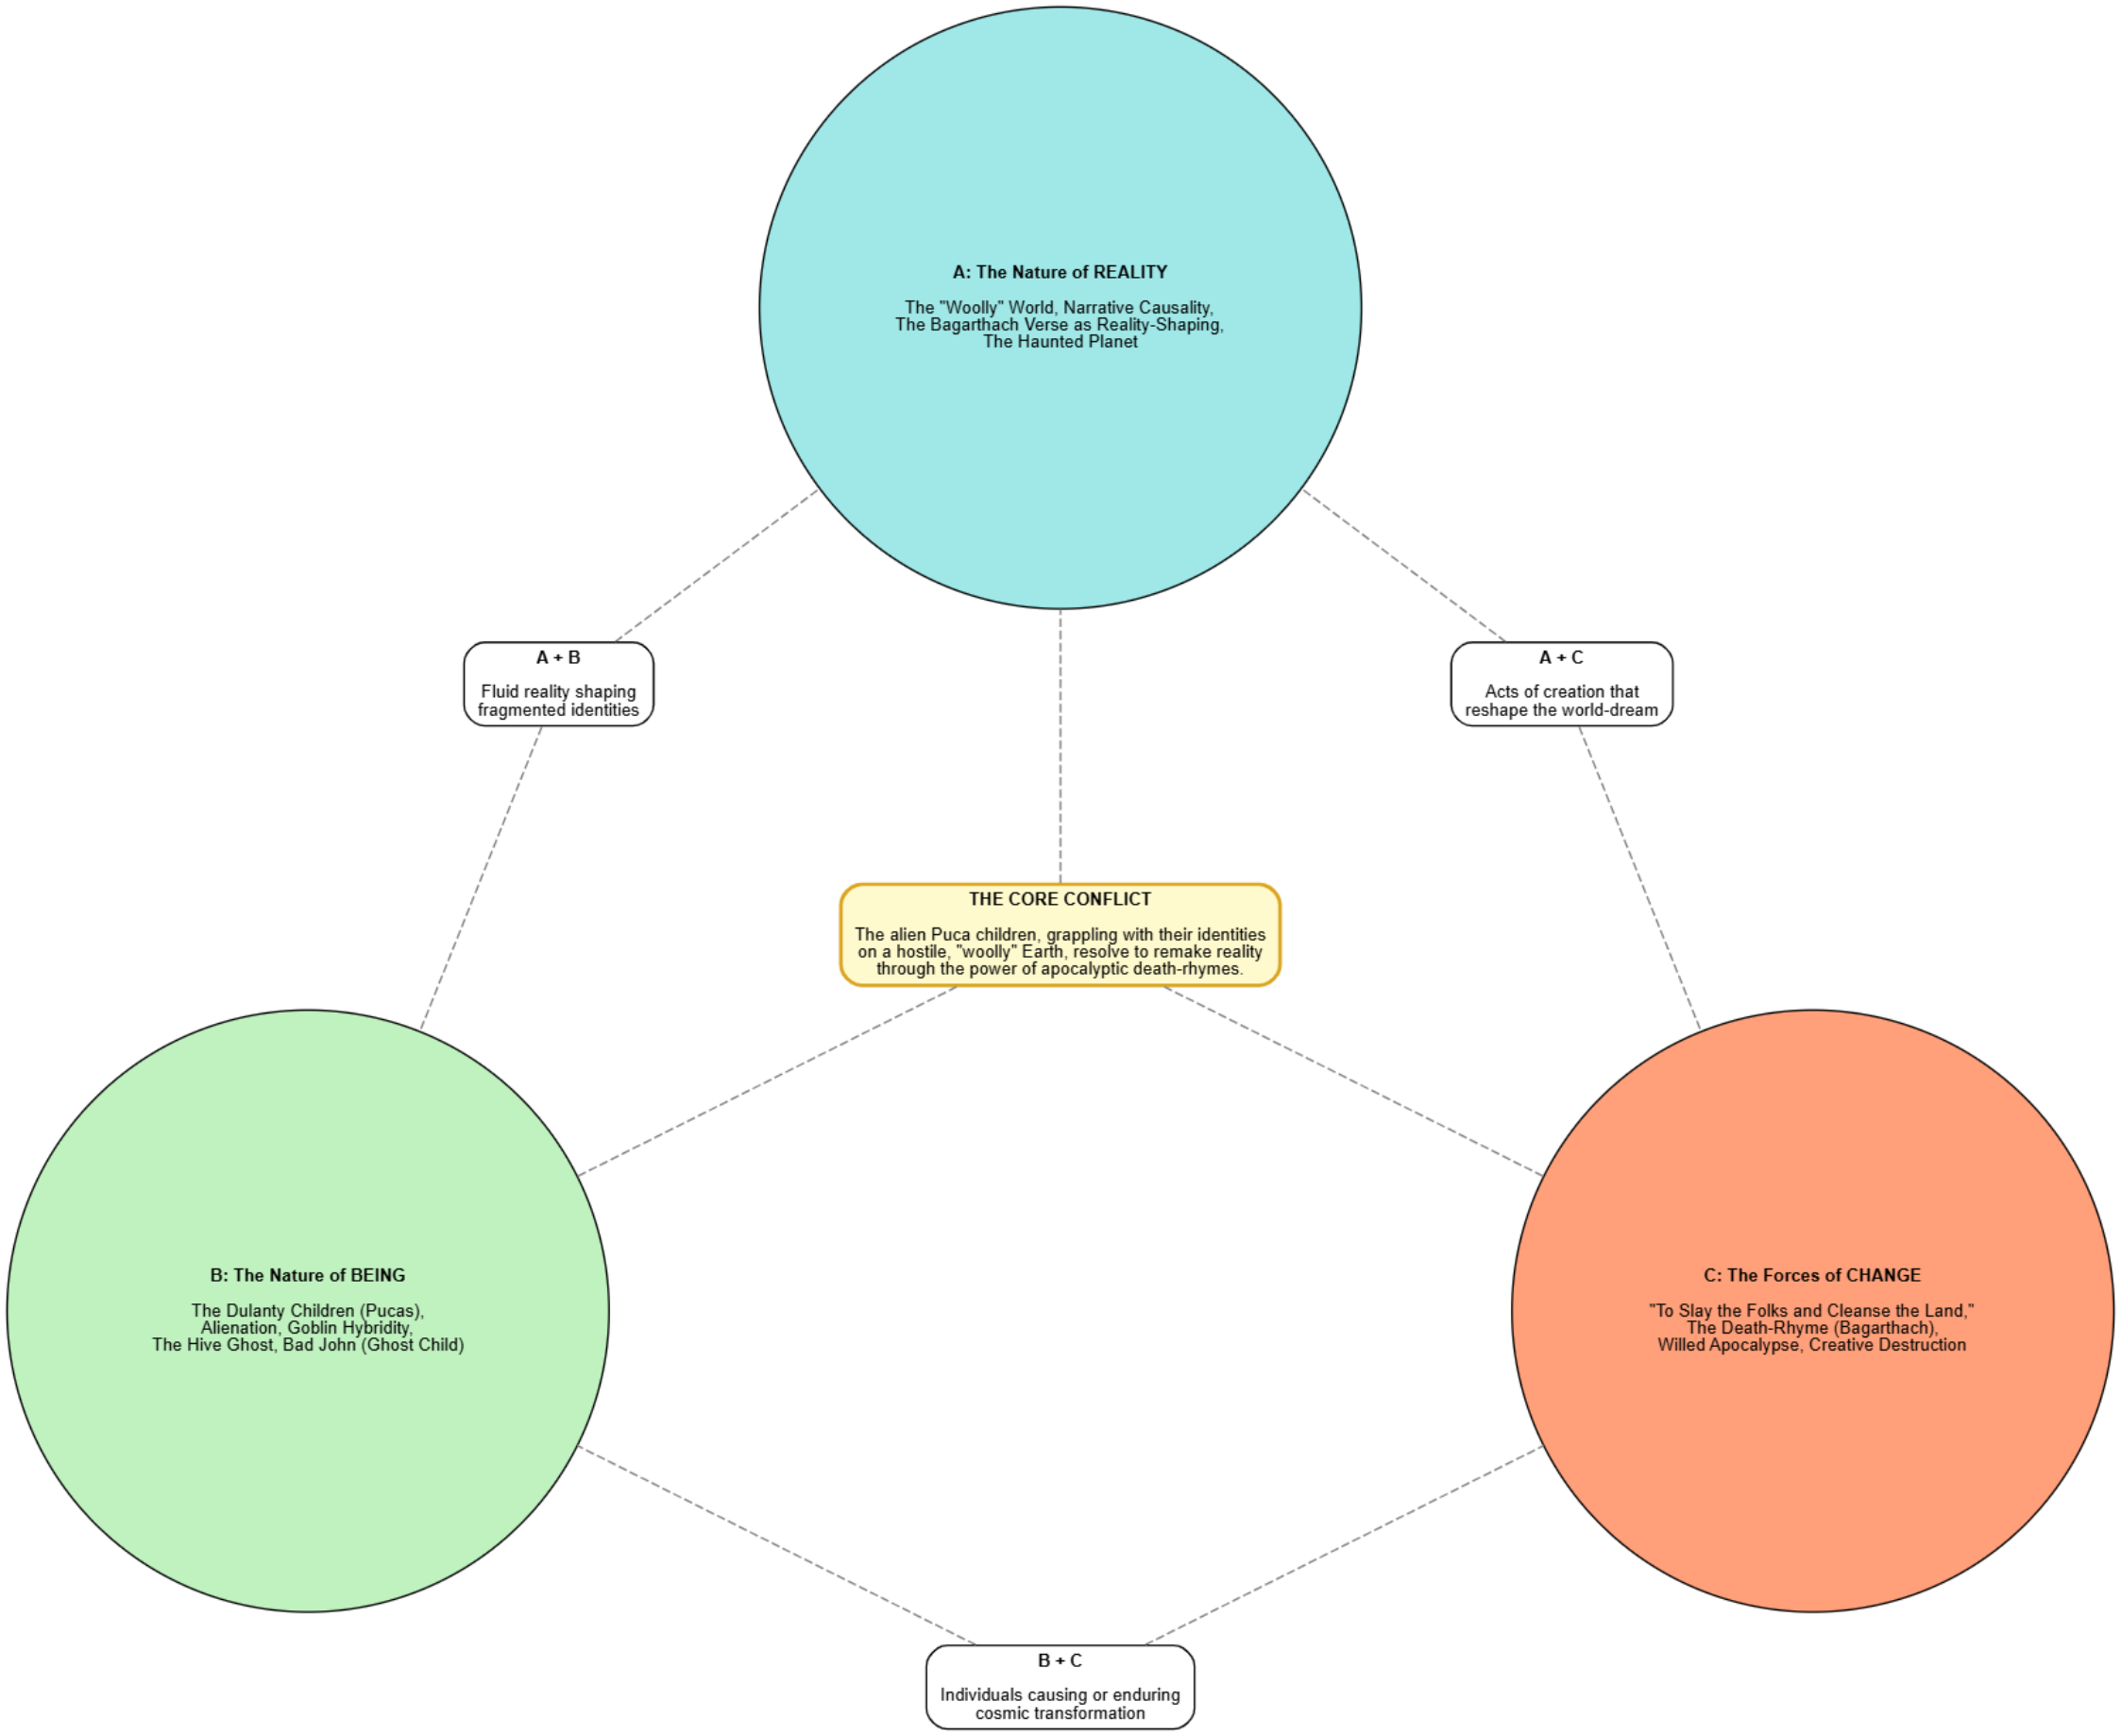 A: The Nature of REALITY
The "Woolly" World, Narrative Causality,
The Bagarthach Verse as Reality-Shaping,
The Haunted Planet
A + B
Fluid reality shaping
fragmented identities
A + C
Acts of creation that
reshape the world-dream
THE CORE CONFLICT
The alien Puca children, grappling with their identities
on a hostile, "woolly" Earth, resolve to remake reality
through the power of apocalyptic death-rhymes.
B: The Nature of BEING
The Dulanty Children (Pucas),
Alienation, Goblin Hybridity,
The Hive Ghost, Bad John (Ghost Child)
C: The Forces of CHANGE
"To Slay the Folks and Cleanse the Land,"
The Death-Rhyme (Bagarthach),
Willed Apocalypse, Creative Destruction
B + C
Individuals causing or enduring
cosmic transformation